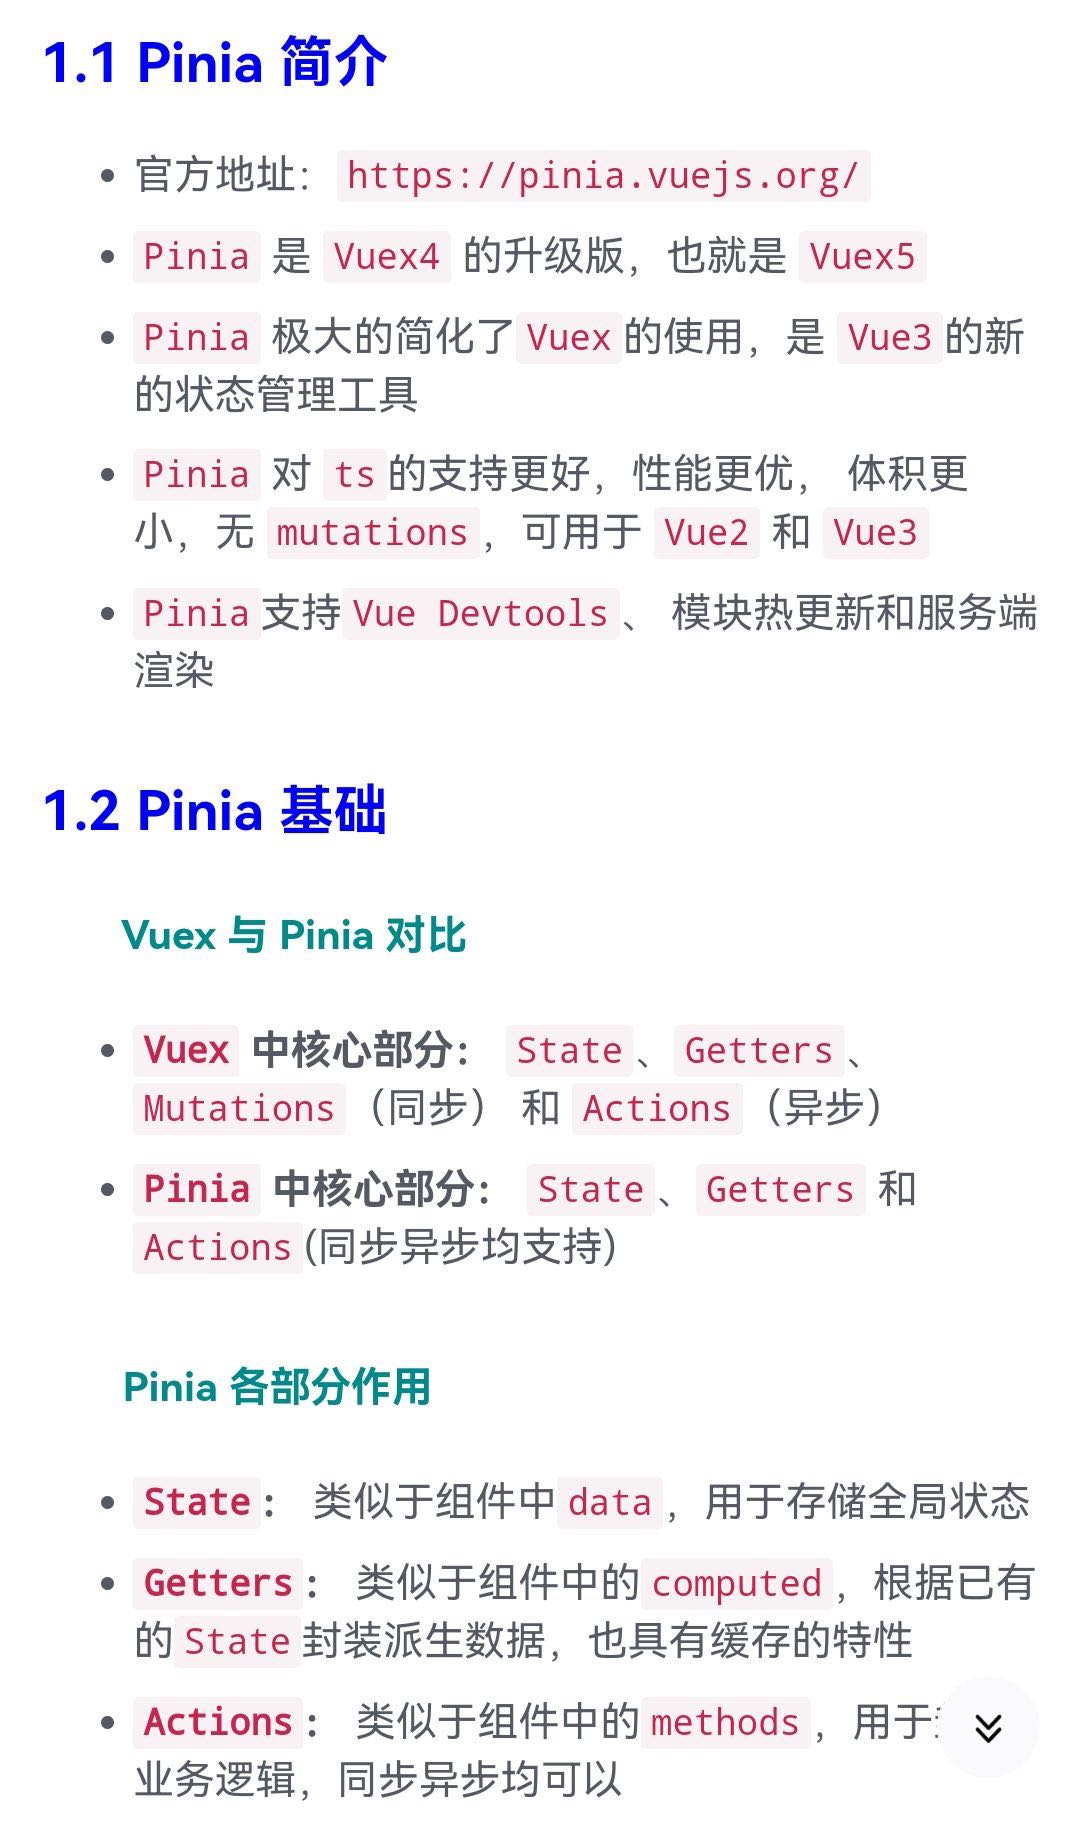 1.1 Pinia 简介
官方地址： https://pinia.vuejs.org/
Pinia 是 Vuex4 的升级版，也就是 Vuex5
Pinia 极大的简化了Vuex的使用，是 Vue3的新
的状态管理工具
Pinia 对 ts的支持更好，性能更优， 体积更
小，无 mutations，可用于 Vue2 和 Vue3
Pinia支持Vue Devtools、 模块热更新和服务端
渲染
1.2 Pinia 基础
Vuex 与 Pinia 对比
Vuex 中核心部分： State、Getters、
Mutations（同步） 和 Actions（异步）
Pinia 中核心部分： State、Getters 和
Actions(同步异步均支持)
Pinia 各部分作用
State： 类似于组件中data，用于存储全局状态
Getters： 类似于组件中的computed，根据已有
的State封装派生数据，也具有缓存的特性
Actions： 类似于组件中的methods，用于
业务逻辑，同步异步均可以